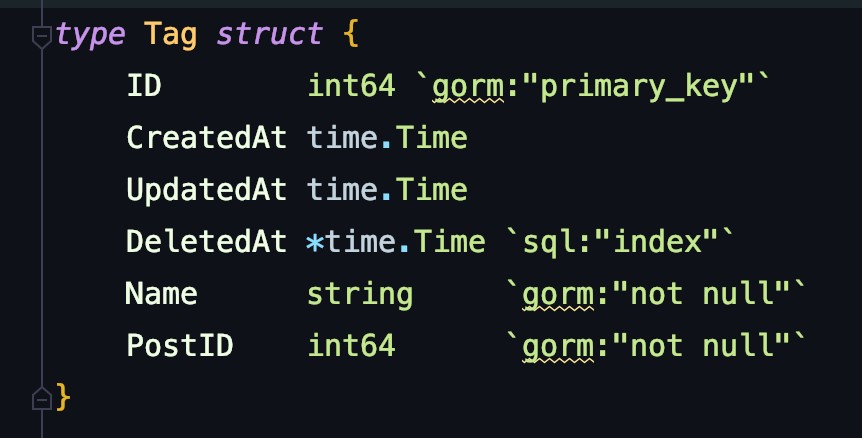 type Tag struct {
ID int64 `gorm:"primary_key"`
CreatedAt time.Time
UpdatedAt time.Time
DeletedAt *time.Time `sql:"index"`
Name string `gorm:"not null"`
PostID int64 `gorm:"not null"`
}